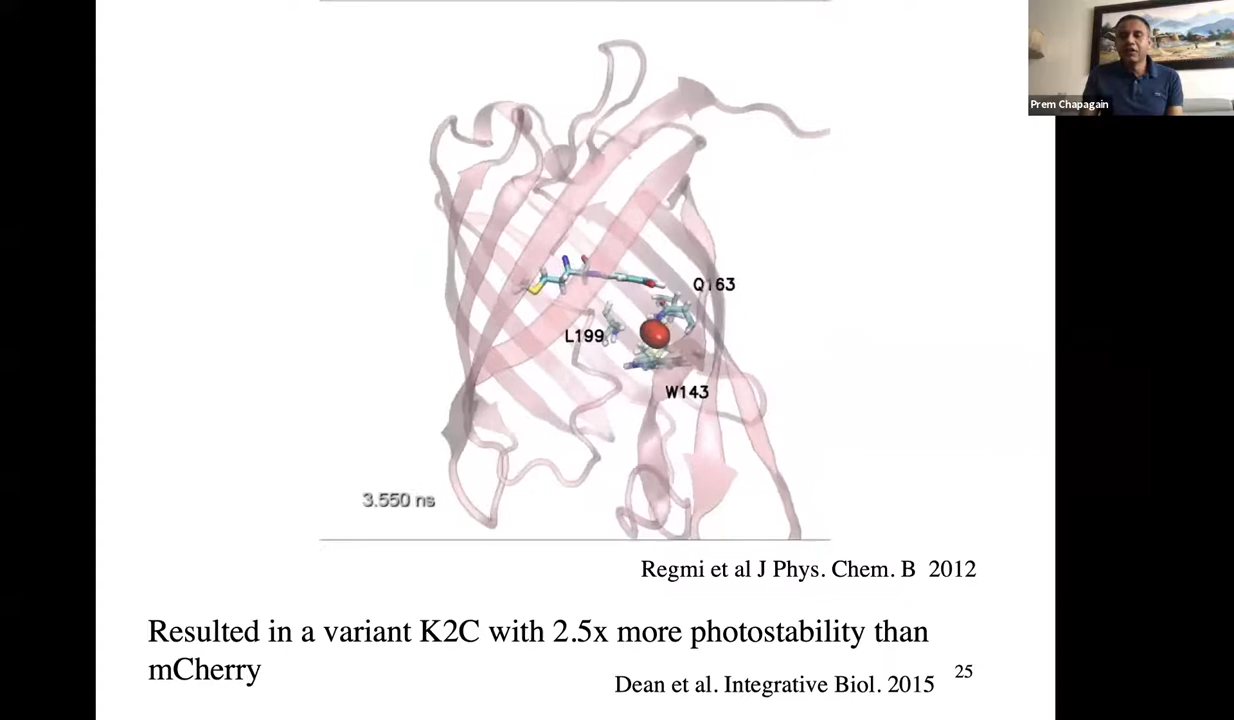 Prem Chapagain
Q163
L199
W143
3.550 ns
Regmi et al J Phys. Chem. B 2012
Resulted in a variant K2C with 2.5x more photostability than
mCherry
Dean et al. Integrative Biol. 2015
25